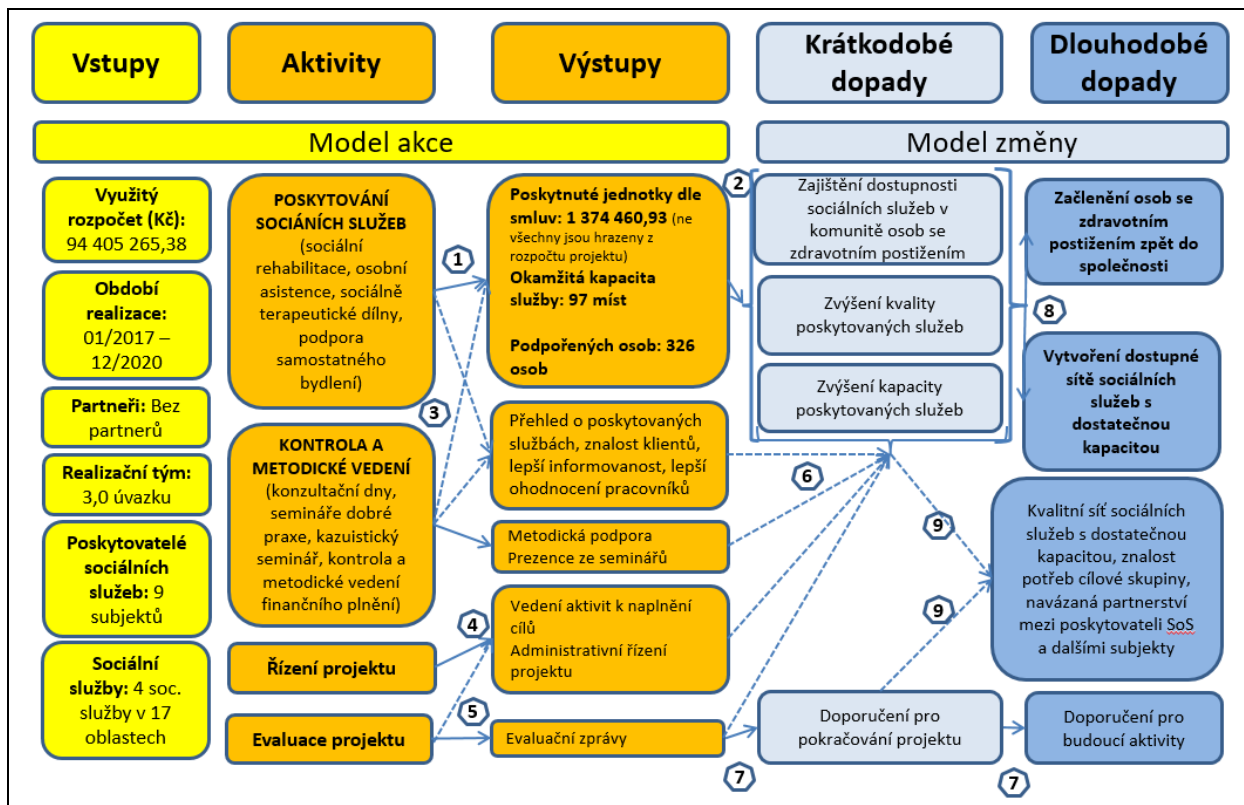 Vstupy
Aktivity
Výstupy
Krátkodobé
dopady
Dlouhodobé
dopady
Model akce
Model změny
Využitý
rozpočet (Kč):
94 405 265,38
Období
realizace:
01/2017 –
12/2020
Partneři: Bez
partnerů
Realizační tým:
3,0 úvazku
Poskytovatelé
sociálních
služeb: 9
subjektů
Sociální
služby: 4 soc.
služby v 17
oblastech
POSKYTOVÁNÍ
SOCIÁNÍCH SLUŽEB
(sociální
rehabilitace, osobní
asistence, sociálně
terapeutické dílny,
podpora
samostatného
bydlení)
KONTROLA A
METODICKÉ VEDENÍ
(konzultační dny,
semináře dobré
praxe, kazuistický
seminář, kontrola a
metodické vedení
finančního plnění)
Řízení projektu
Evaluace projektu
1
3
4
5
Poskytnuté jednotky dle
smluv: 1 374 460,93 (ne
všechny jsou hrazeny z
rozpočtu projektu)
Okamžitá kapacita
služby: 97 míst
Podpořených osob: 326
osob
Přehled o poskytovaných
službách, znalost klientů,
lepší informovanost, lepší
ohodnocení pracovníků
Metodická podpora
Prezence ze seminářů
Vedení aktivit k naplnění
cílů
Administrativní řízení
projektu
Evaluační zprávy
2
6
7
Zajištění dostupnosti
sociálních služeb v
komunitě osob se
zdravotním postižením
Zvýšení kvality
poskytovaných služeb
Zvýšení kapacity
poskytovaných služeb
Doporučení pro
pokračování projektu
8
9
9
7
Začlenění osob se
zdravotním
postižením zpět do
společnosti
Vytvoření dostupné
sítě sociálních
služeb s
dostatečnou
kapacitou
Kvalitní síť sociálních
služeb s dostatečnou
kapacitou, znalost
potřeb cílové skupiny,
navázaná partnerství
mezi poskytovateli SoS
a dalšími subjekty
Doporučení pro
budoucí aktivity